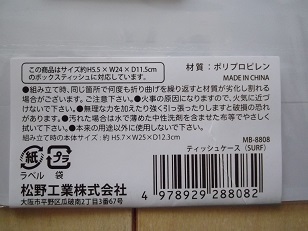 この商品は約H5.5×W24×D11.5cm
のボックスティッシュに対応しています。
材質：ポリプロピレン
MADE IN CHINA
●組み立て時、同じ箇所で何度も折り曲げを繰り返すと材質が劣化し割れる
場合がございます。ご注意下さい。●火事の原因になりますので、火気に近づ
けないで下さい。●無理な力を加えたり強く引っ張ると破損の恐れがありま
す。●汚れた場合は水で薄めた中性洗剤を含ませた布等でやさしく
拭き取って下さい。●本来の用途以外に使用しないで下さい。
組み立て時の本体サイズ：約 H5.7×W25×D12.3cm
MB-8808
ティッシュケース（SURF）
紙
プラ
ラベル
袋
松野工業株式会社
大阪市平野区瓜破南2丁目3番67号
4 978929 288082